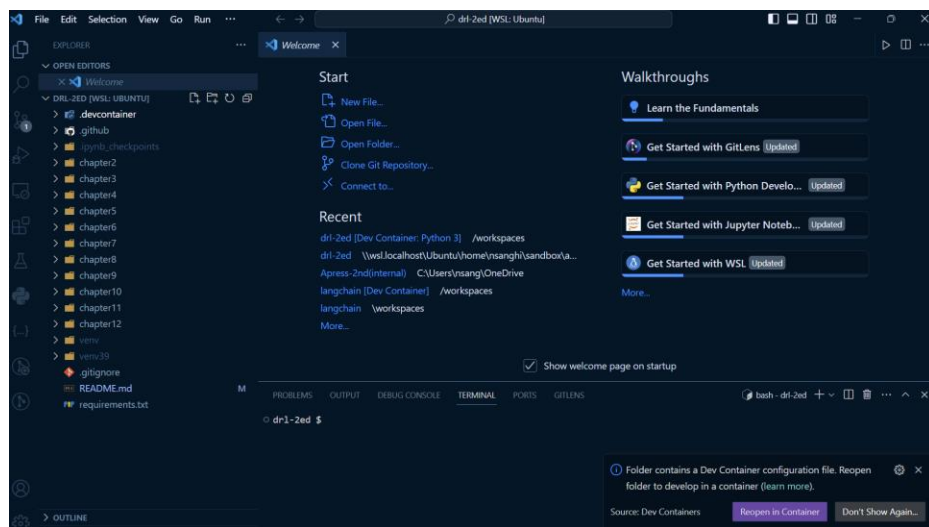 File Edit Selection View Go Run ...
drl-2ed [WSL: Ubuntu]
EXPLORER
OPEN EDITORS
Welcome
DRL-2ED [WSL: UBUNTU]
.devcontainer
.github
.ipynb_checkpoints
chapter2
chapter3
chapter4
chapter5
chapter6
chapter7
chapter8
chapter9
chapter10
chapter11
chapter12
venv
venv39
.gitignore
README.md M
requirements.txt
OUTLINE
1
Welcome
Start
New File...
Open File...
Open Folder...
Clone Git Repository...
Connect to...
Recent
drl-2ed [Dev Container: Python 3] /workspaces
drl-2ed \\wsl.localhost\Ubuntu\home\nsanghi\sandbox\a...
Apress-2nd(internal) C:\Users\nsang\OneDrive
langchain [Dev Container] /workspaces
langchain \workspaces
More...
Walkthroughs
Learn the Fundamentals
Get Started with GitLens Updated
Get Started with Python Develo... Updated
Get Started with Jupyter Noteb... Updated
Get Started with WSL Updated
More...
Show welcome page on startup
PROBLEMS OUTPUT DEBUG CONSOLE TERMINAL PORTS GITLENS
bash - drl-2ed
drl-2ed $
Folder contains a Dev Container configuration file. Reopen
folder to develop in a container (learn more).
Source: Dev Containers
Reopen in Container
Don't Show Again...